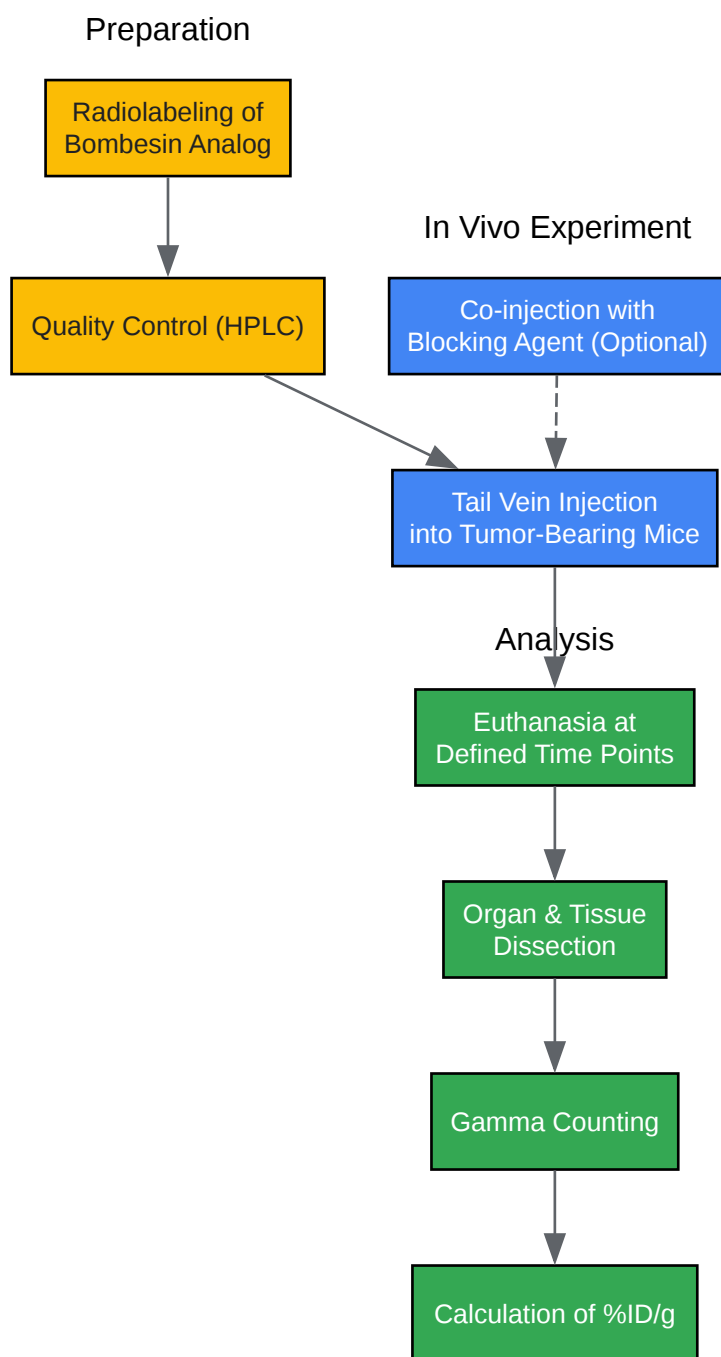 Preparation
Radiolabeling of
Bombesin Analog
Quality Control (HPLC)
In Vivo Experiment
Co-injection with
Blocking Agent (Optional)
Tail Vein Injection
into Tumor-Bearing Mice
Analysis
Euthanasia at
Defined Time Points
Organ & Tissue
Dissection
Gamma Counting
Calculation of %ID/g